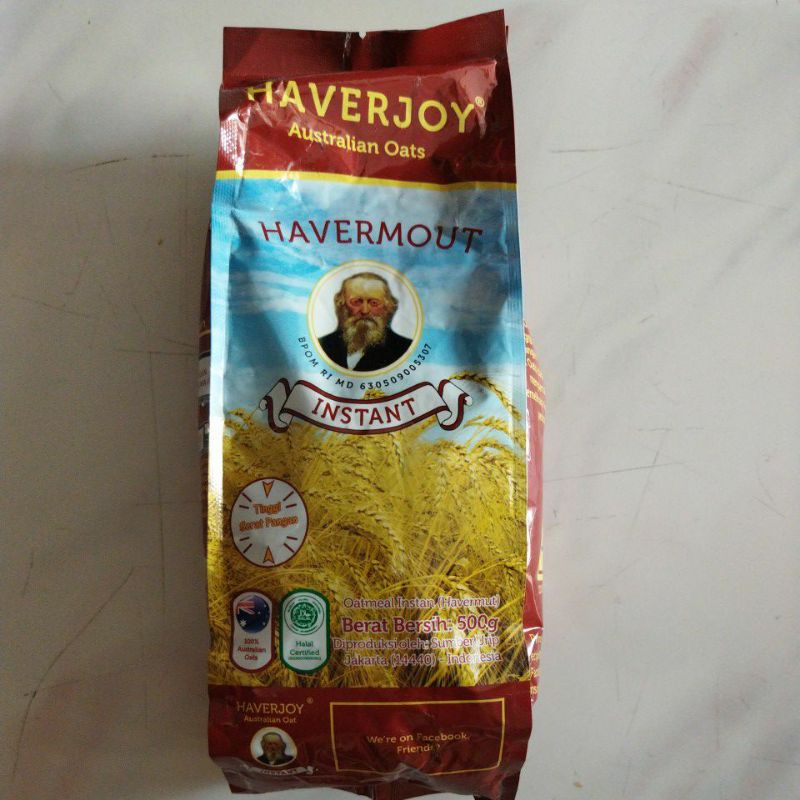 HAVERJOY®
Australian Oats
HAVERMOUT
BPOM RI MD 630509005307
INSTANT
Tinggi
Serat Pangan
100%
Australian
Oats
Halal
Certified
Oatmeal Instan (Havermut)
Berat Bersih: 500g
Diproduksi oleh: Sumber
Jakarta (14440) - Indonesia
HAVERJOY®
Australian Oat
INSTANT
We're on Facebook.
Friends?